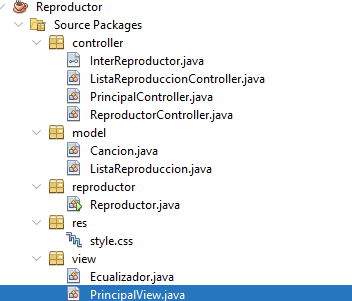 Reproductor
Source Packages
controller
InterReproductor.java
ListaReproduccionController.java
PrincipalController.java
ReproductorController.java
model
Cancion.java
ListaReproduccion.java
reproductor
Reproductor.java
res
style.css
view
Ecualizador.java
PrincipalView.java